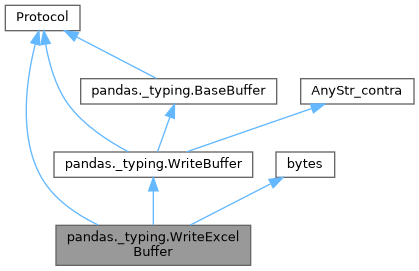 Protocol
pandas._typing.BaseBuffer
AnyStr_contra
pandas._typing.WriteBuffer
bytes
pandas._typing.WriteExcel
Buffer